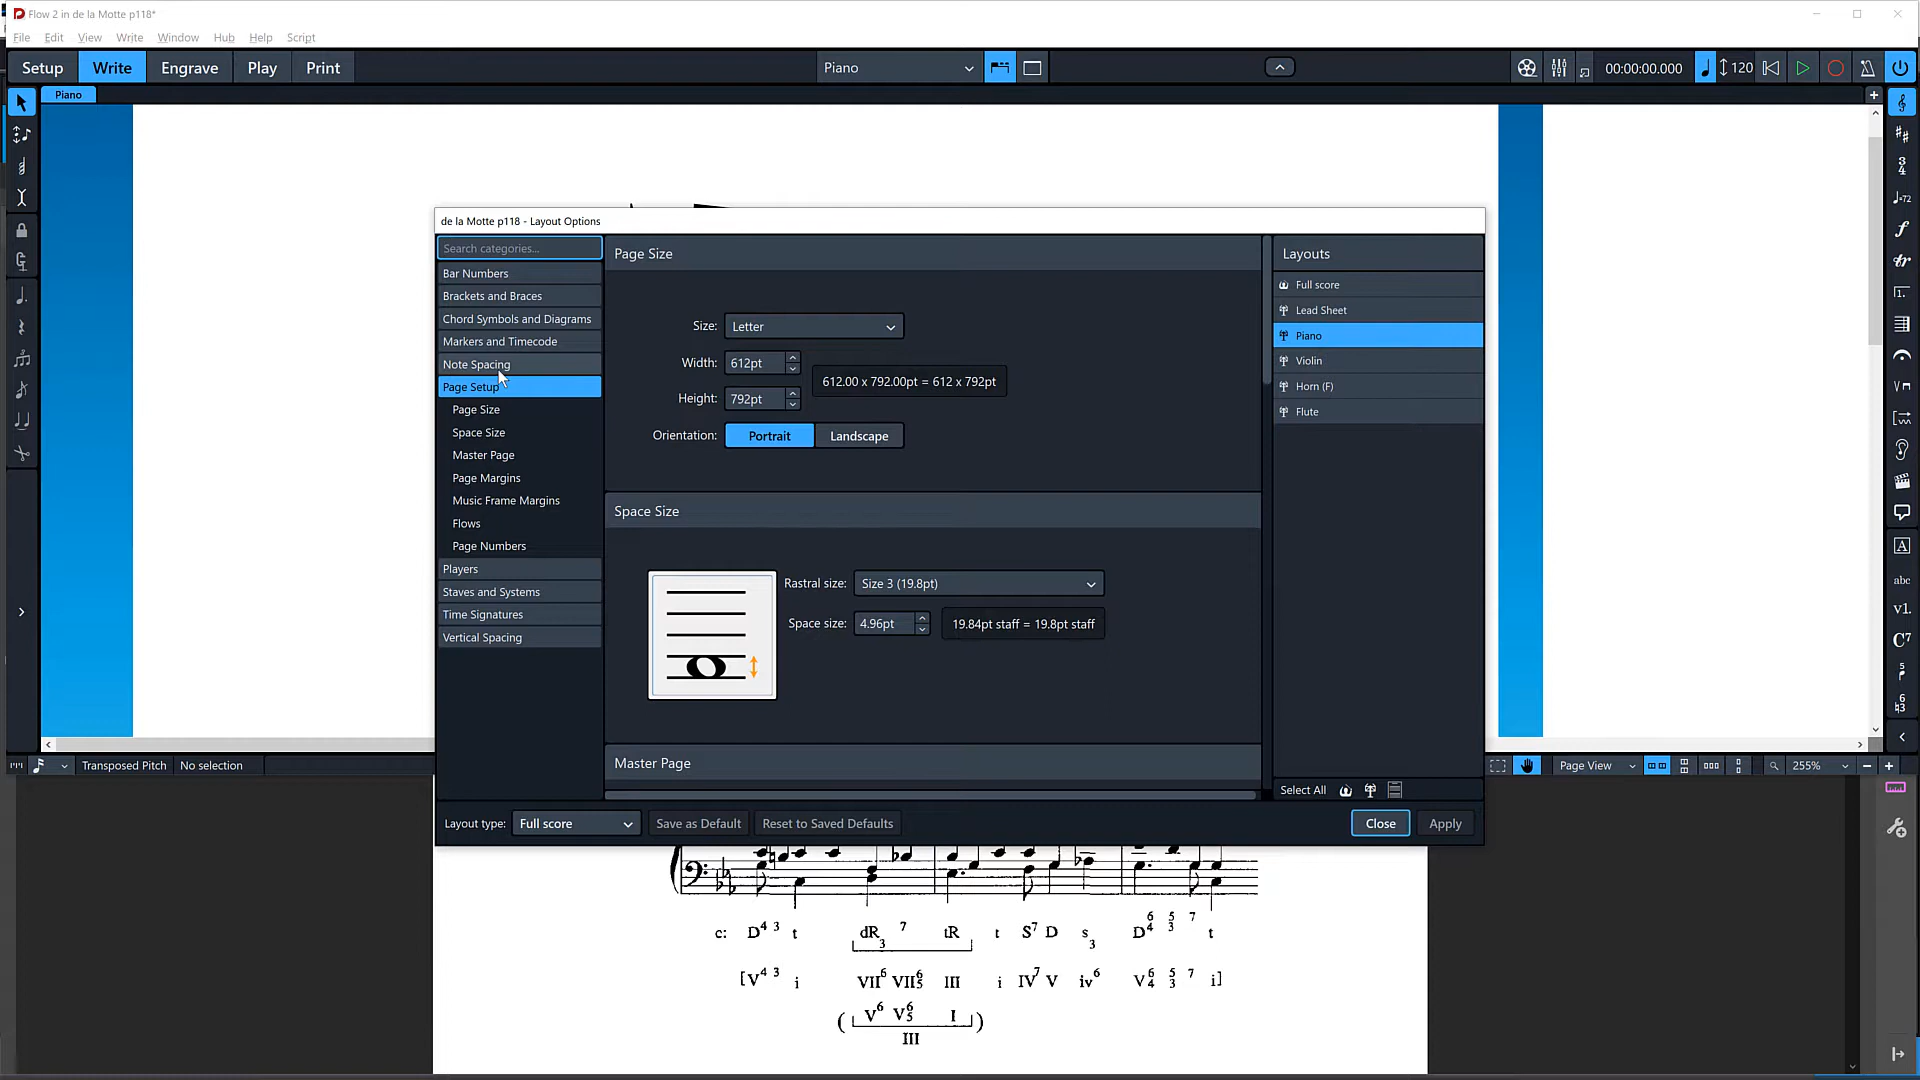 Flow 2 in de la Motte p118*
File Edit View Write Window Hub Help Script
Setup Write Engrave Play Print
Piano
00:00:00.000
120
Piano
de la Motte p118 - Layout Options
Search categories...
Bar Numbers
Brackets and Braces
Chord Symbols and Diagrams
Markers and Timecode
Note Spacing
Page Setup
Page Size
Space Size
Master Page
Page Margins
Music Frame Margins
Flows
Page Numbers
Players
Staves and Systems
Time Signatures
Vertical Spacing
Page Size
Size: Letter
Width: 612pt
612.00 x 792.00pt = 612 x 792pt
Height: 792pt
Orientation: Portrait Landscape
Space Size
Rastral size: Size 3 (19.8pt)
Space size: 4.96pt
19.84pt staff = 19.8pt staff
Master Page
Layouts
Full score
Lead Sheet
Piano
Violin
Horn (F)
Flute
Select All
Layout type: Full score
Save as Default Reset to Saved Defaults
Close Apply
Transposed Pitch No selection
Page View
255%
A
abc
v1.
C7
c: D4 3 t dR3 7 tR t S7 D s3 D6 4 5 3 7 t
[V4 3 i VII6 VII6 5 III i IV7 V iv6 V6 4 5 3 7 i]
( V6 V6 5 I )
III